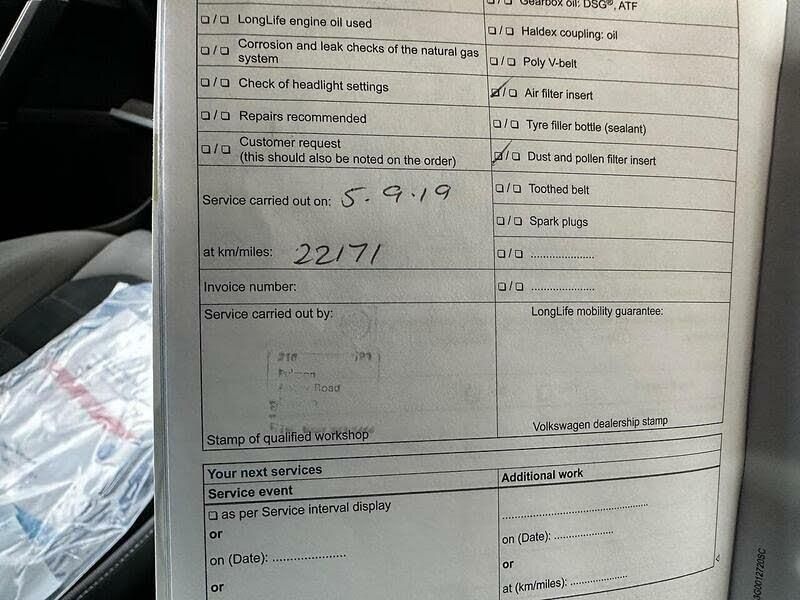 Gearbox oil: DSG®, ATF
LongLife engine oil used
Haldex coupling: oil
Corrosion and leak checks of the natural gas
system
Poly V-belt
Check of headlight settings
Air filter insert
Repairs recommended
Tyre filler bottle (sealant)
Customer request
(this should also be noted on the order)
Dust and pollen filter insert
Service carried out on: 5.9.19
Toothed belt
Spark plugs
at km/miles: 22171
Invoice number:
Service carried out by:
LongLife mobility guarantee:
Road
Stamp of qualified workshop
Volkswagen dealership stamp
Your next services
Service event
Additional work
as per Service interval display
or
on (Date):
on (Date):
or
or
at (km/miles):
3G0012720SC